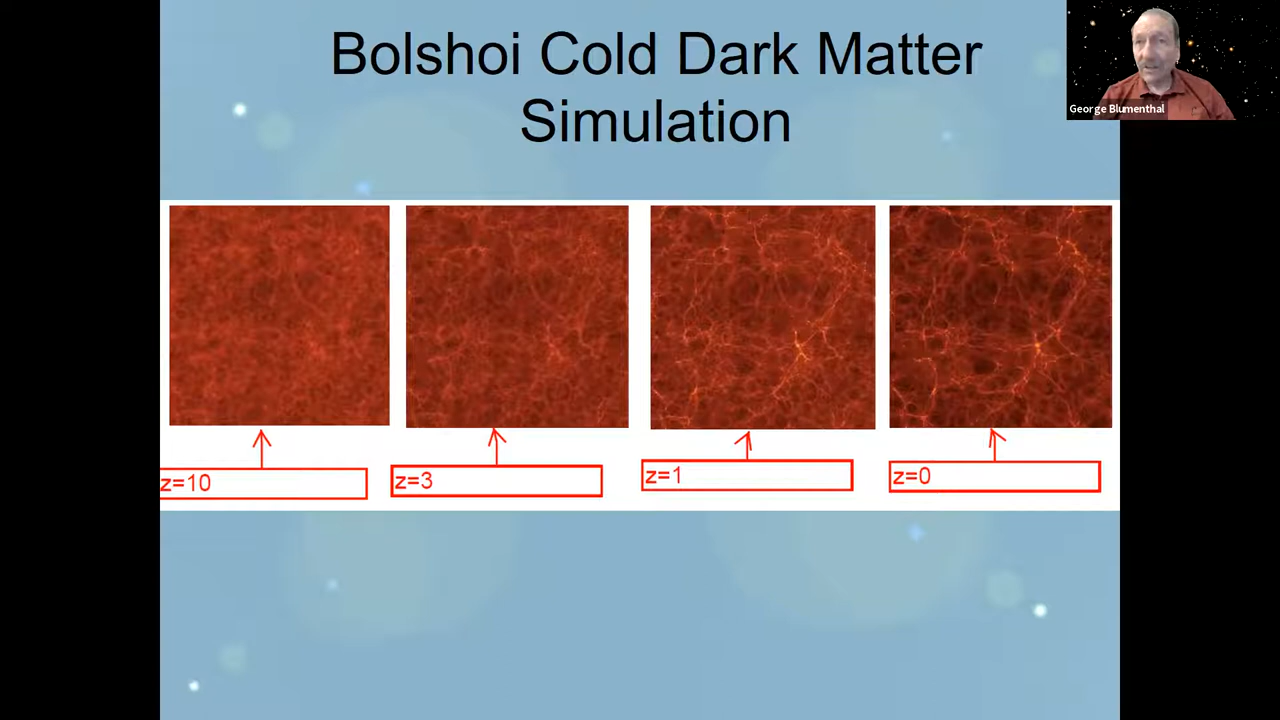 Bolshoi Cold Dark Matter
Simulation
George Blumenthal
z=10
z=3
z=1
z=0